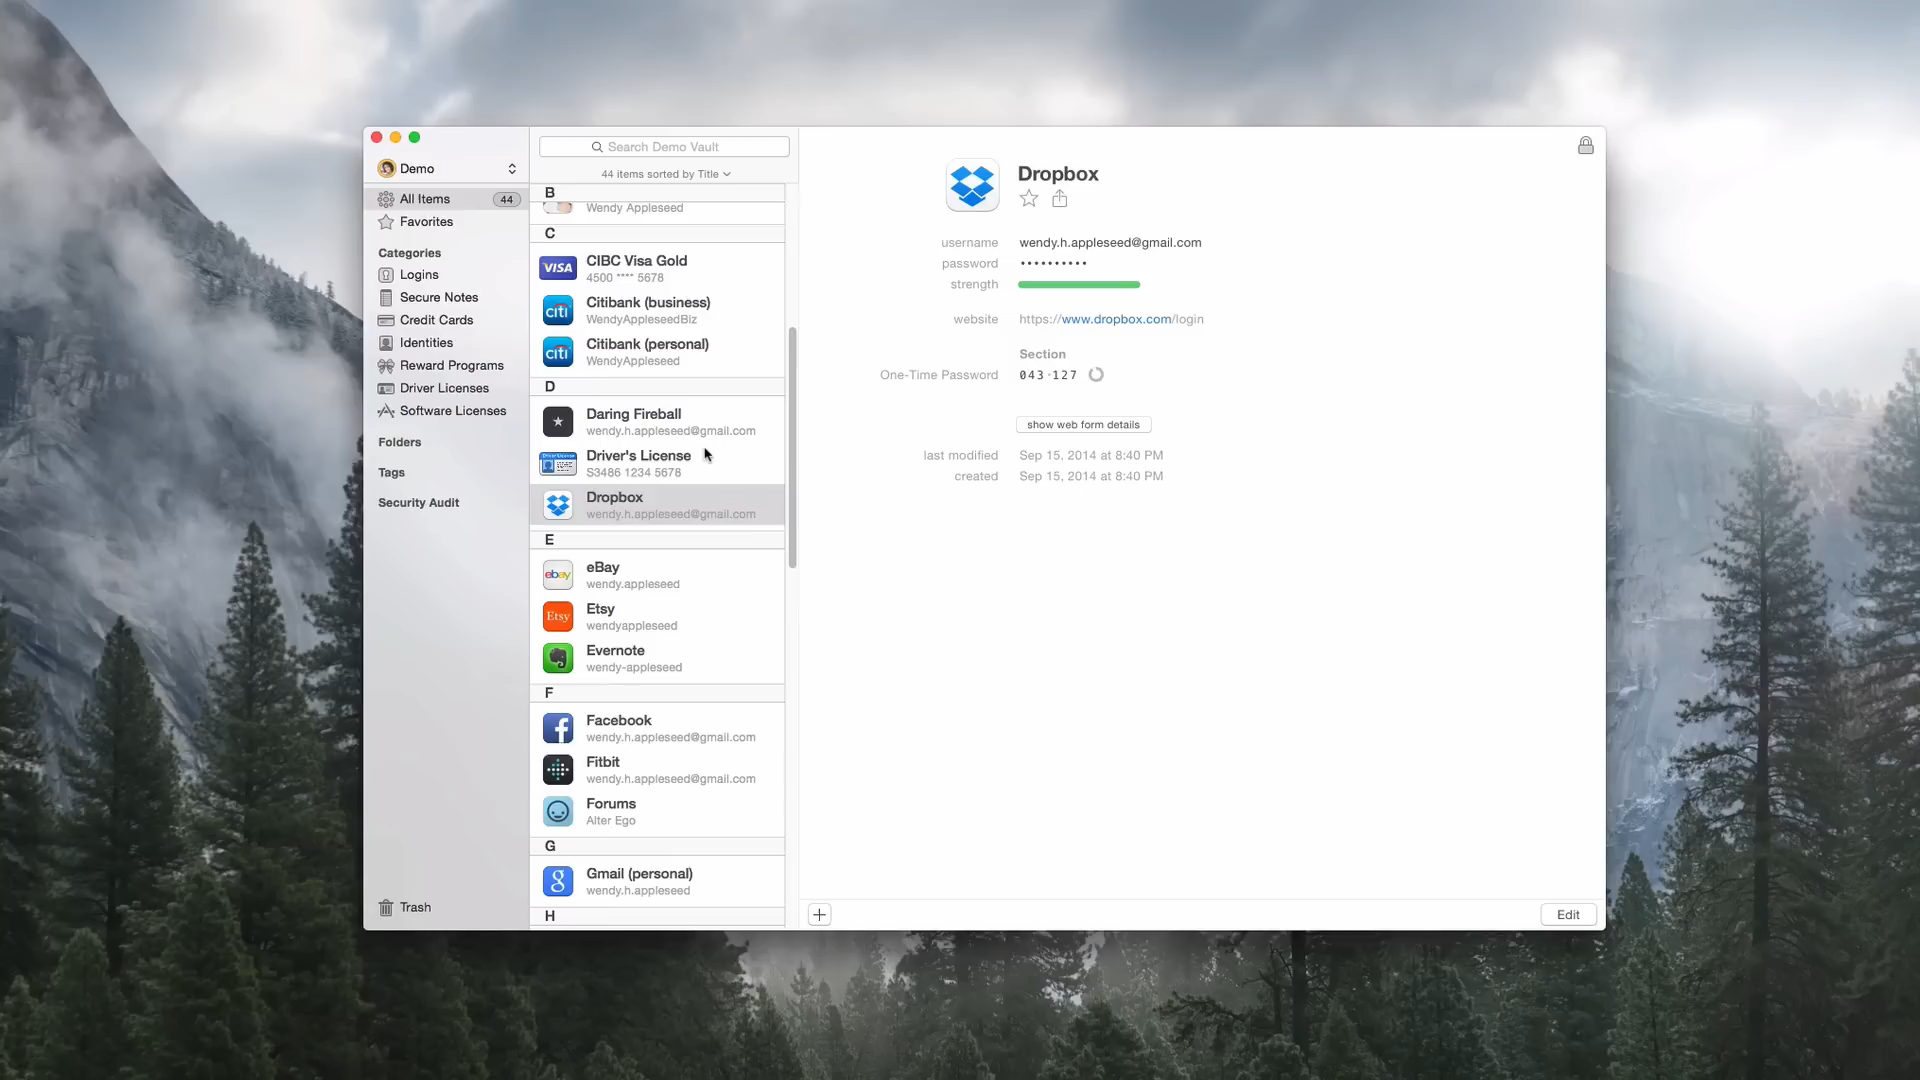 Demo
All Items 44
Favorites
Categories
Logins
Secure Notes
Credit Cards
Identities
Reward Programs
Driver Licenses
Software Licenses
Folders
Tags
Security Audit
Trash
Search Demo Vault
44 items sorted by Title
B
Wendy Appleseed
C
VISA
CIBC Visa Gold
4500 **** 5678
citi
Citibank (business)
WendyAppleseedBiz
citi
Citibank (personal)
WendyAppleseed
D
Daring Fireball
wendy.h.appleseed@gmail.com
Driver's License
S3486 1234 5678
Dropbox
wendy.h.appleseed@gmail.com
E
ebay
eBay
wendy.appleseed
Etsy
Etsy
wendyappleseed
Evernote
wendy-appleseed
F
f
Facebook
wendy.h.appleseed@gmail.com
Fitbit
wendy.h.appleseed@gmail.com
Forums
Alter Ego
G
g
Gmail (personal)
wendy.h.appleseed
H
Dropbox
username wendy.h.appleseed@gmail.com
password ••••••••••
strength
website https://www.dropbox.com/login
Section
One-Time Password 043·127
show web form details
last modified Sep 15, 2014 at 8:40 PM
created Sep 15, 2014 at 8:40 PM
+
Edit